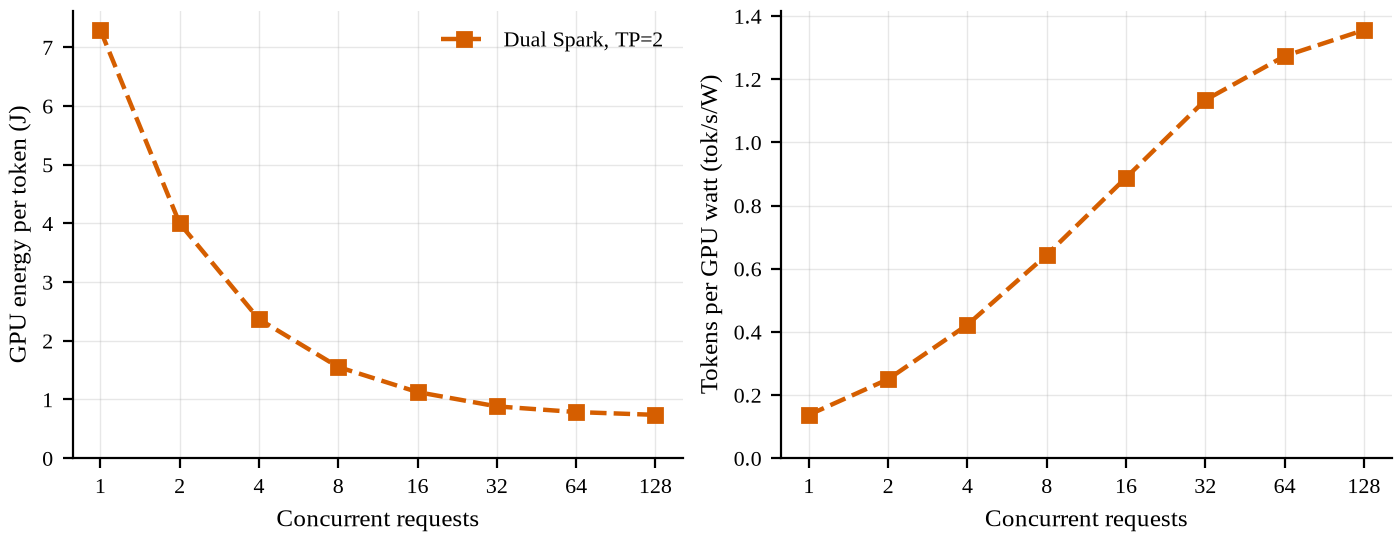 GPU energy per token (J)
7
6
5
4
3
2
1
0
1 2 4 8 16 32 64 128
Concurrent requests
Dual Spark, TP=2
Tokens per GPU watt (tok/s/W)
1.4
1.2
1.0
0.8
0.6
0.4
0.2
0.0
1 2 4 8 16 32 64 128
Concurrent requests